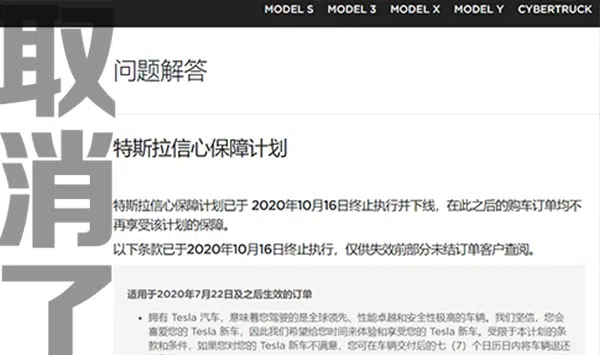 MODEL S MODEL 3 MODEL X MODEL Y CYBERTRUCK
取消了
问题解答
特斯拉信心保障计划
特斯拉信心保障计划已于 2020年10月16日终止执行并下线，在此之后的购车订单均不
再享受该计划的保障。
以下条款已于2020年10月16日终止执行，仅供失效前部分未结订单客户查阅。
适用于2020年7月22日及之后生效的订单
• 拥有 Tesla 汽车，意味着您驾驶的是全球领先、性能卓越和安全性极高的车辆。我们坚信，您会
喜爱您的 Tesla 新车，因此我们希望给您时间来体验和享受您的 Tesla 新车。受限于本计划的条
款和条件，如果您对您的 Tesla 新车不满意，您可在车辆交付后的七（7）个日历日内将车辆退还